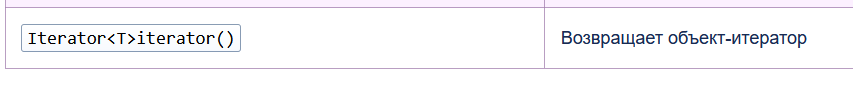 Iterator<T>iterator()
Возвращает объект-итератор